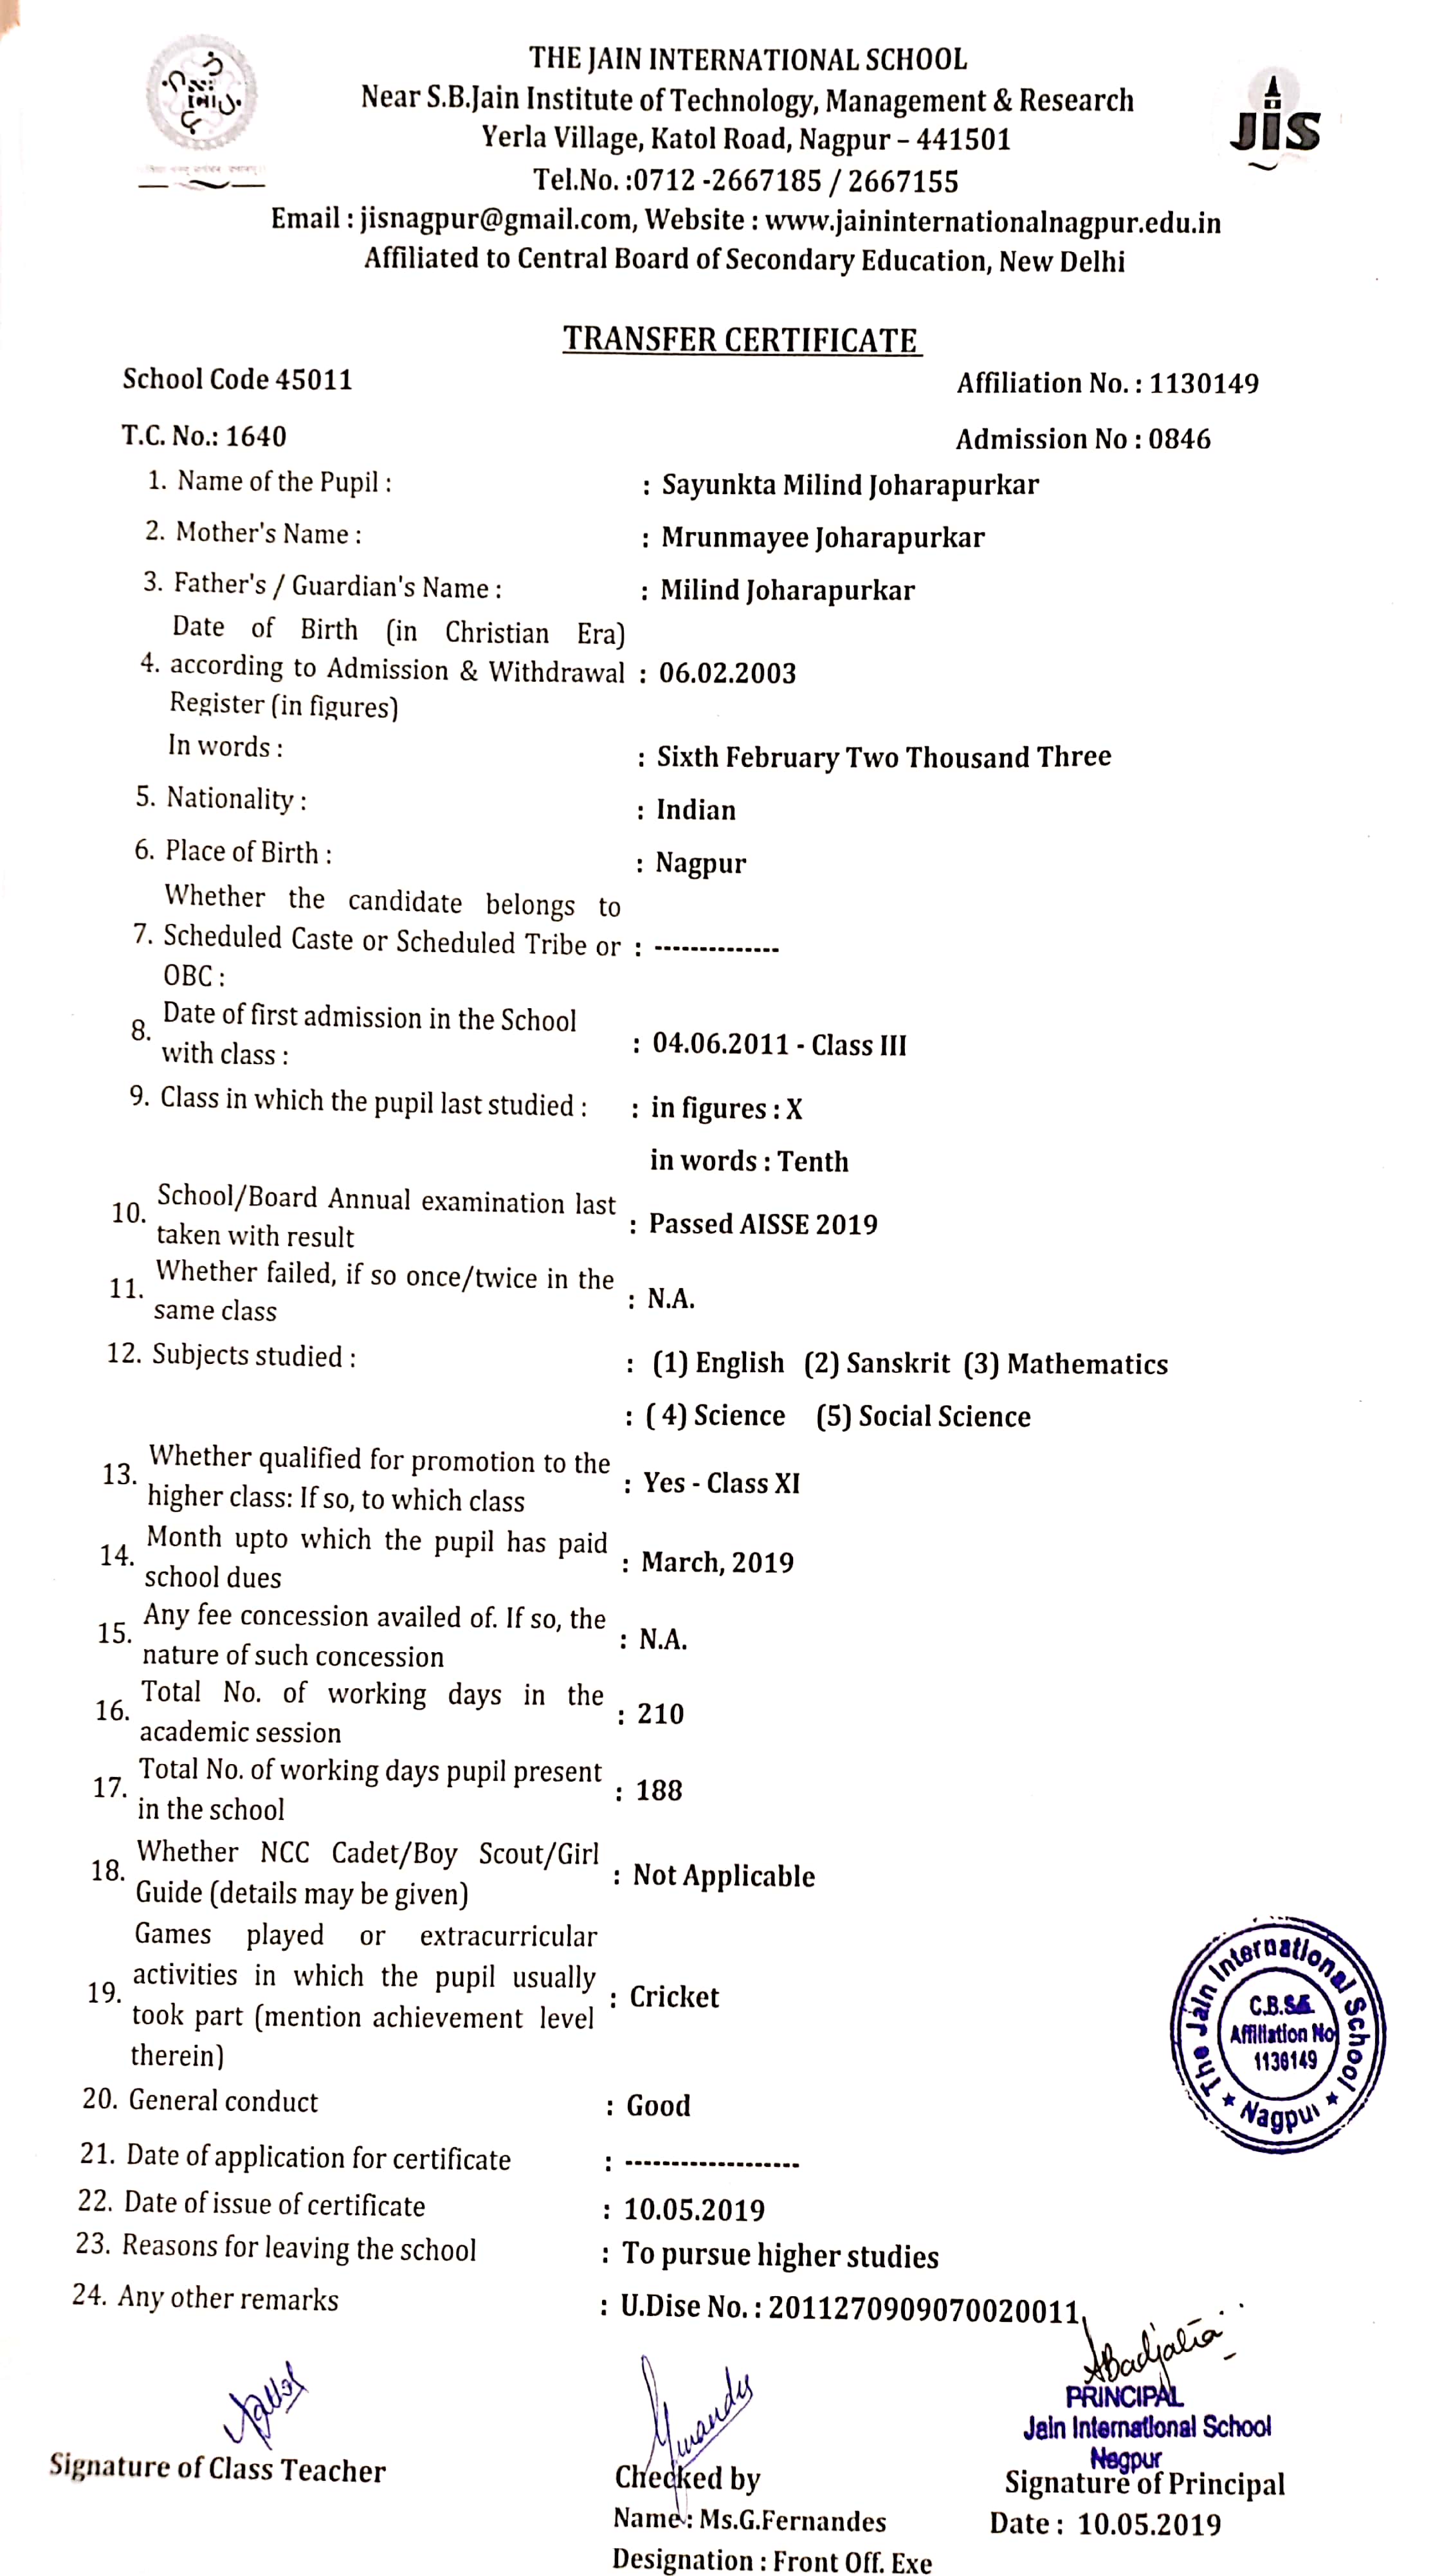 THE JAIN INTERNATIONAL SCHOOL
Near S.B.Jain Institute of Technology, Management & Research
Yerla Village, Katol Road, Nagpur – 441501
Tel.No. :0712 -2667185 / 2667155
Email : jisnagpur@gmail.com, Website : www.jaininternationalnagpur.edu.in
Affiliated to Central Board of Secondary Education, New Delhi
JIS
TRANSFER CERTIFICATE
School Code 45011 Affiliation No. : 1130149
T.C. No.: 1640 Admission No : 0846
1. Name of the Pupil : : Sayunkta Milind Joharapurkar
2. Mother's Name : : Mrunmayee Joharapurkar
3. Father's / Guardian's Name : : Milind Joharapurkar
Date of Birth (in Christian Era)
4. according to Admission & Withdrawal : 06.02.2003
Register (in figures)
In words : : Sixth February Two Thousand Three
5. Nationality : : Indian
6. Place of Birth : : Nagpur
Whether the candidate belongs to
7. Scheduled Caste or Scheduled Tribe or : --------------
OBC :
8. Date of first admission in the School
with class : : 04.06.2011 - Class III
9. Class in which the pupil last studied : : in figures : X
in words : Tenth
10. School/Board Annual examination last
taken with result : Passed AISSE 2019
11. Whether failed, if so once/twice in the
same class : N.A.
12. Subjects studied : : (1) English (2) Sanskrit (3) Mathematics
: ( 4) Science (5) Social Science
13. Whether qualified for promotion to the
higher class: If so, to which class : Yes - Class XI
14. Month upto which the pupil has paid
school dues : March, 2019
15. Any fee concession availed of. If so, the
nature of such concession : N.A.
16. Total No. of working days in the
academic session : 210
17. Total No. of working days pupil present
in the school : 188
18. Whether NCC Cadet/Boy Scout/Girl
Guide (details may be given) : Not Applicable
Games played or extracurricular
19. activities in which the pupil usually : Cricket
took part (mention achievement level
therein)
The Jain International School
C.B.S.E.
Affiliation No
1130149
★ Nagpur ★
20. General conduct : Good
21. Date of application for certificate : -------------------
22. Date of issue of certificate : 10.05.2019
23. Reasons for leaving the school : To pursue higher studies
24. Any other remarks : U.Dise No. : 2011270909070020011
PRINCIPAL
Jain International School
Nagpur
Signature of Class Teacher Checked by Signature of Principal
Name : Ms.G.Fernandes Date : 10.05.2019
Designation : Front Off. Exe